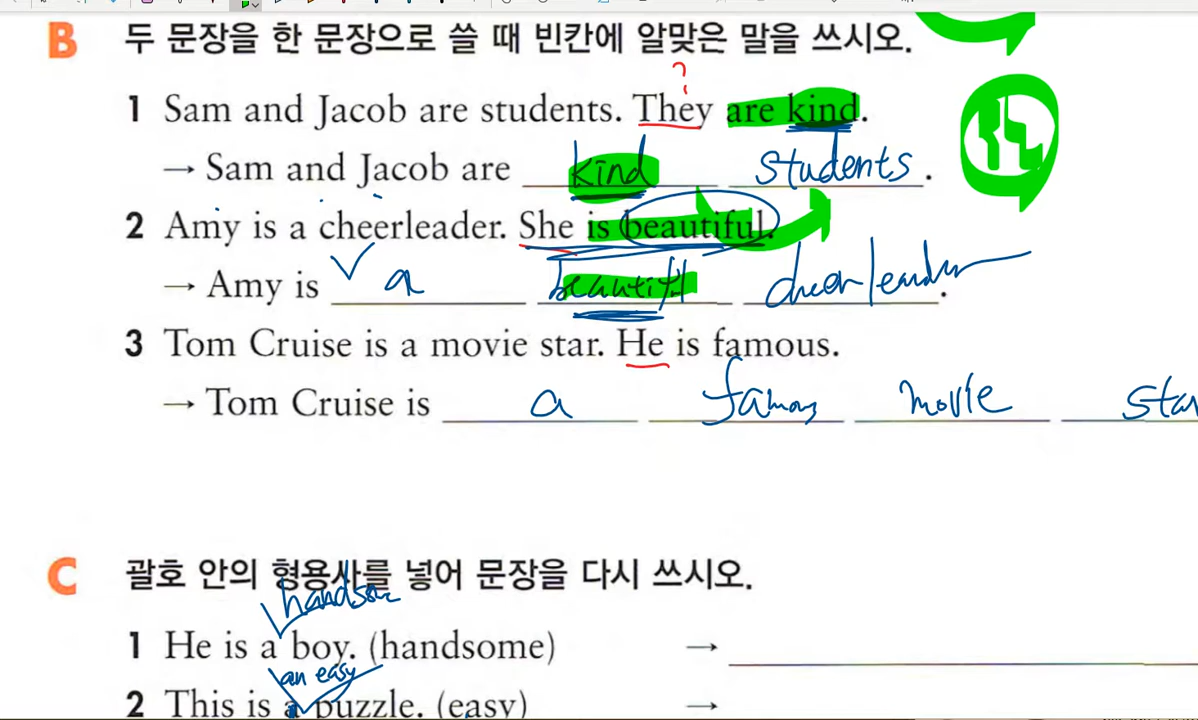 B 두 문장을 한 문장으로 쓸 때 빈칸에 알맞은 말을 쓰시오.
?
1 Sam and Jacob are students. They are kind.
→ Sam and Jacob are kind students.
2 Amy is a cheerleader. She is beautiful.
→ Amy is a beautifl cheerleader.
3 Tom Cruise is a movie star. He is famous.
→ Tom Cruise is a famous movie star
C 괄호 안의 형용사를 넣어 문장을 다시 쓰시오.
1 He is a boy. (handsome) →
an easy
2 This is a puzzle. (easy) →